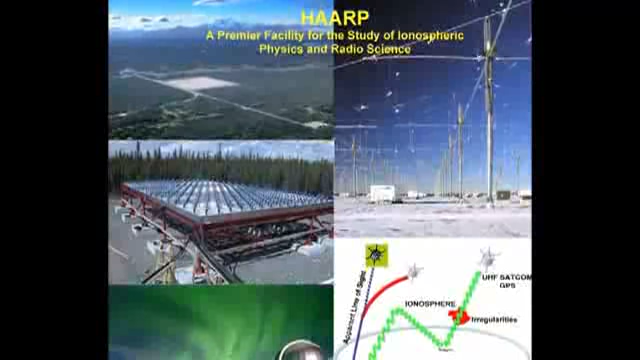 HAARP
A Premier Facility for the Study of Ionospheric
Physics and Radio Science
Apparent Line of Sight
UHF SATCOM
GPS
IONOSPHERE
Irregularities